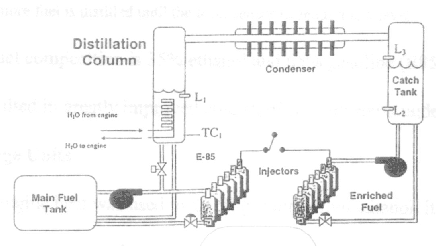 Distillation
Column
Condenser
L3
Catch
Tank
L1
L2
H2O from engine
H2O to engine
TC1
E-85
Injectors
Main Fuel
Tank
Enriched
Fuel